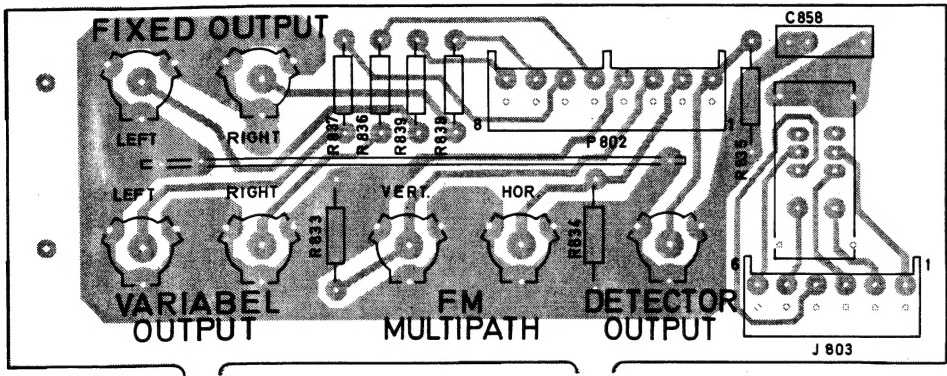 FIXED OUTPUT
C858
LEFT
RIGHT
R837
R836
R839
R838
8
P802
1
R835
LEFT
RIGHT
VERT.
HOR.
R833
R834
6
1
VARIABEL
OUTPUT
FM
MULTIPATH
DETECTOR
OUTPUT
J803